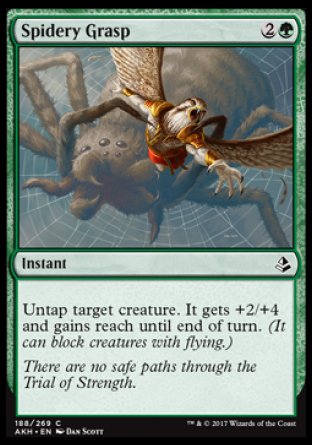 Spidery Grasp 2
Instant
Untap target creature. It gets +2/+4
and gains reach until end of turn. (It
can block creatures with flying.)
There are no safe paths through the
Trial of Strength.
188/269 C
AKH • EN Dan Scott
™ & © 2017 Wizards of the Coast